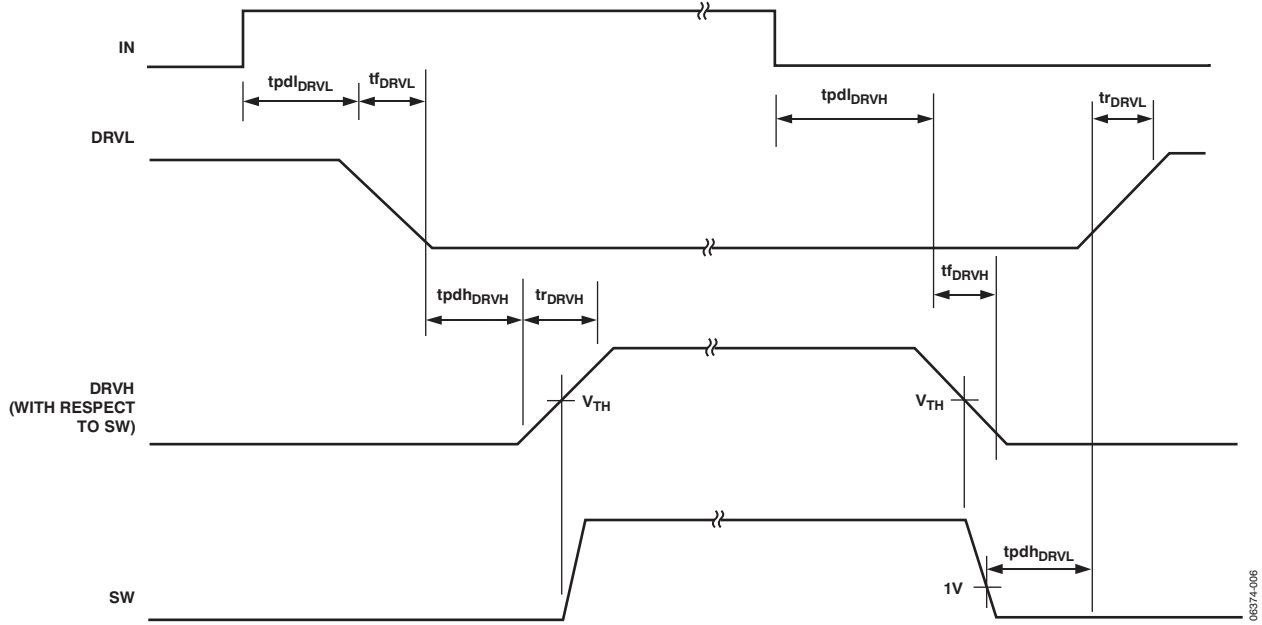 IN
tpdlDRVL
tfDRVL
tpdlDRVH
trDRVL
DRVL
tfDRVH
tpdhDRVH
trDRVH
DRVH
(WITH RESPECT
TO SW)
VTH
VTH
tpdhDRVL
1V
SW
06374-006